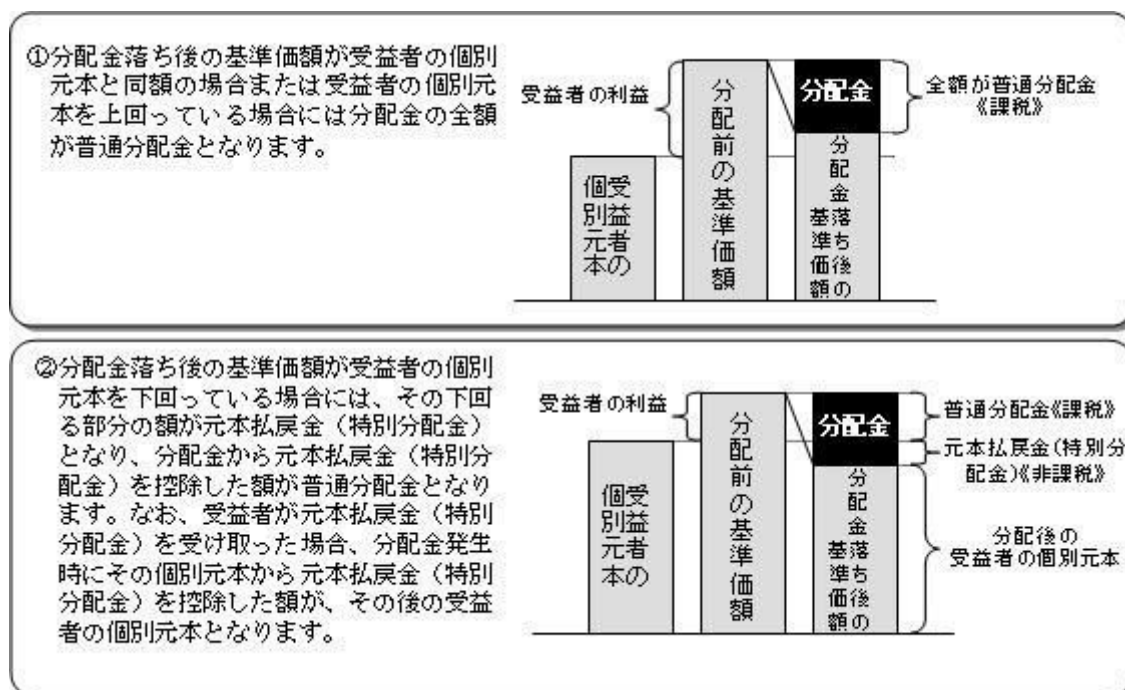 ①分配金落ち後の基準価額が受益者の個別
元本と同額の場合または受益者の個別元
本を上回っている場合には分配金の全額
が普通分配金となります。
受益者の利益
受益者の
個別元本
分配前の基準価額
分配金
分配金落ち後の
基準価額
全額が普通分配金
《課税》
②分配金落ち後の基準価額が受益者の個別
元本を下回っている場合には、その下回
る部分の額が元本払戻金（特別分配金）
となり、分配金から元本払戻金（特別分
配金）を控除した額が普通分配金となり
ます。なお、受益者が元本払戻金（特別
分配金）を受け取った場合、分配金発生
時にその個別元本から元本払戻金（特別
分配金）を控除した額が、その後の受益
者の個別元本となります。
受益者の利益
受益者の
個別元本
分配前の基準価額
分配金
分配金落ち後の
基準価額
普通分配金《課税》
元本払戻金(特別分
配金)《非課税》
分配後の
受益者の個別元本